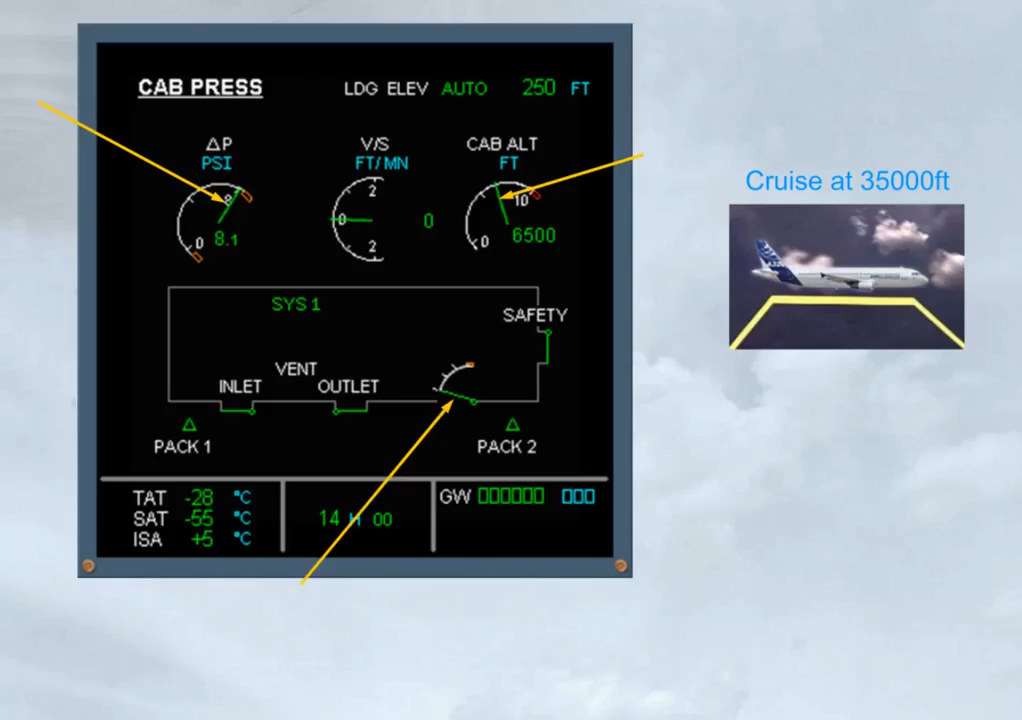 CAB PRESS LDG ELEV AUTO 250 FT
ΔP V/S CAB ALT
PSI FT/MN FT
8 2 10
0 0 0
8.1 2 0 6500
Cruise at 35000ft
SYS 1
SAFETY
VENT
INLET OUTLET
PACK 1 PACK 2
TAT -28 °C GW
SAT -55 °C 14 H 00
ISA +5 °C